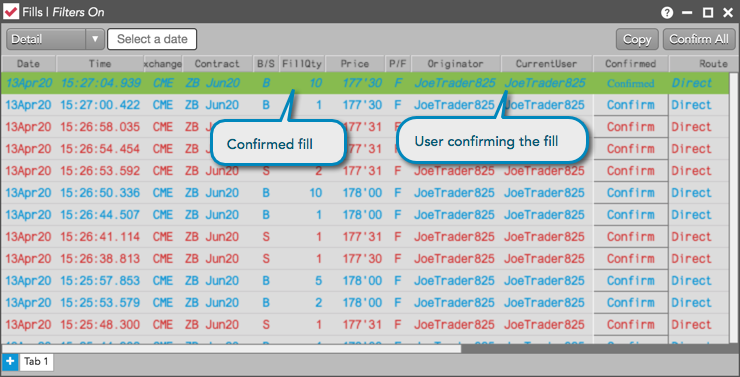 Fills | Filters On
Detail Select a date Copy Confirm All
Date Time xchange Contract B/S FillQty Price P/F Originator CurrentUser Confirmed Route
13Apr20 15:27:04.939 CME ZB Jun20 B 10 177'30 F JoeTrader825 JoeTrader825 Confirmed Direct
13Apr20 15:27:00.422 CME ZB Jun20 B 1 177'30 F JoeTrader825 JoeTrader825 Confirm Direct
13Apr20 15:26:58.035 CME ZB 177'31 F Confirm Direct
13Apr20 15:26:54.454 CME ZB 177'31 F Confirm Direct
Confirmed fill
User confirming the fill
13Apr20 15:26:53.592 CME ZB Jun20 S 2 177'31 F JoeTrader825 JoeTrader825 Confirm Direct
13Apr20 15:26:50.336 CME ZB Jun20 B 10 178'00 F JoeTrader825 JoeTrader825 Confirm Direct
13Apr20 15:26:44.507 CME ZB Jun20 B 1 178'00 F JoeTrader825 JoeTrader825 Confirm Direct
13Apr20 15:26:41.114 CME ZB Jun20 S 1 177'31 F JoeTrader825 JoeTrader825 Confirm Direct
13Apr20 15:26:38.813 CME ZB Jun20 S 1 177'31 F JoeTrader825 JoeTrader825 Confirm Direct
13Apr20 15:25:57.853 CME ZB Jun20 B 5 178'00 F JoeTrader825 JoeTrader825 Confirm Direct
13Apr20 15:25:53.579 CME ZB Jun20 B 2 178'00 F JoeTrader825 JoeTrader825 Confirm Direct
13Apr20 15:25:48.300 CME ZB Jun20 S 1 177'31 F JoeTrader825 JoeTrader825 Confirm Direct
Tab 1